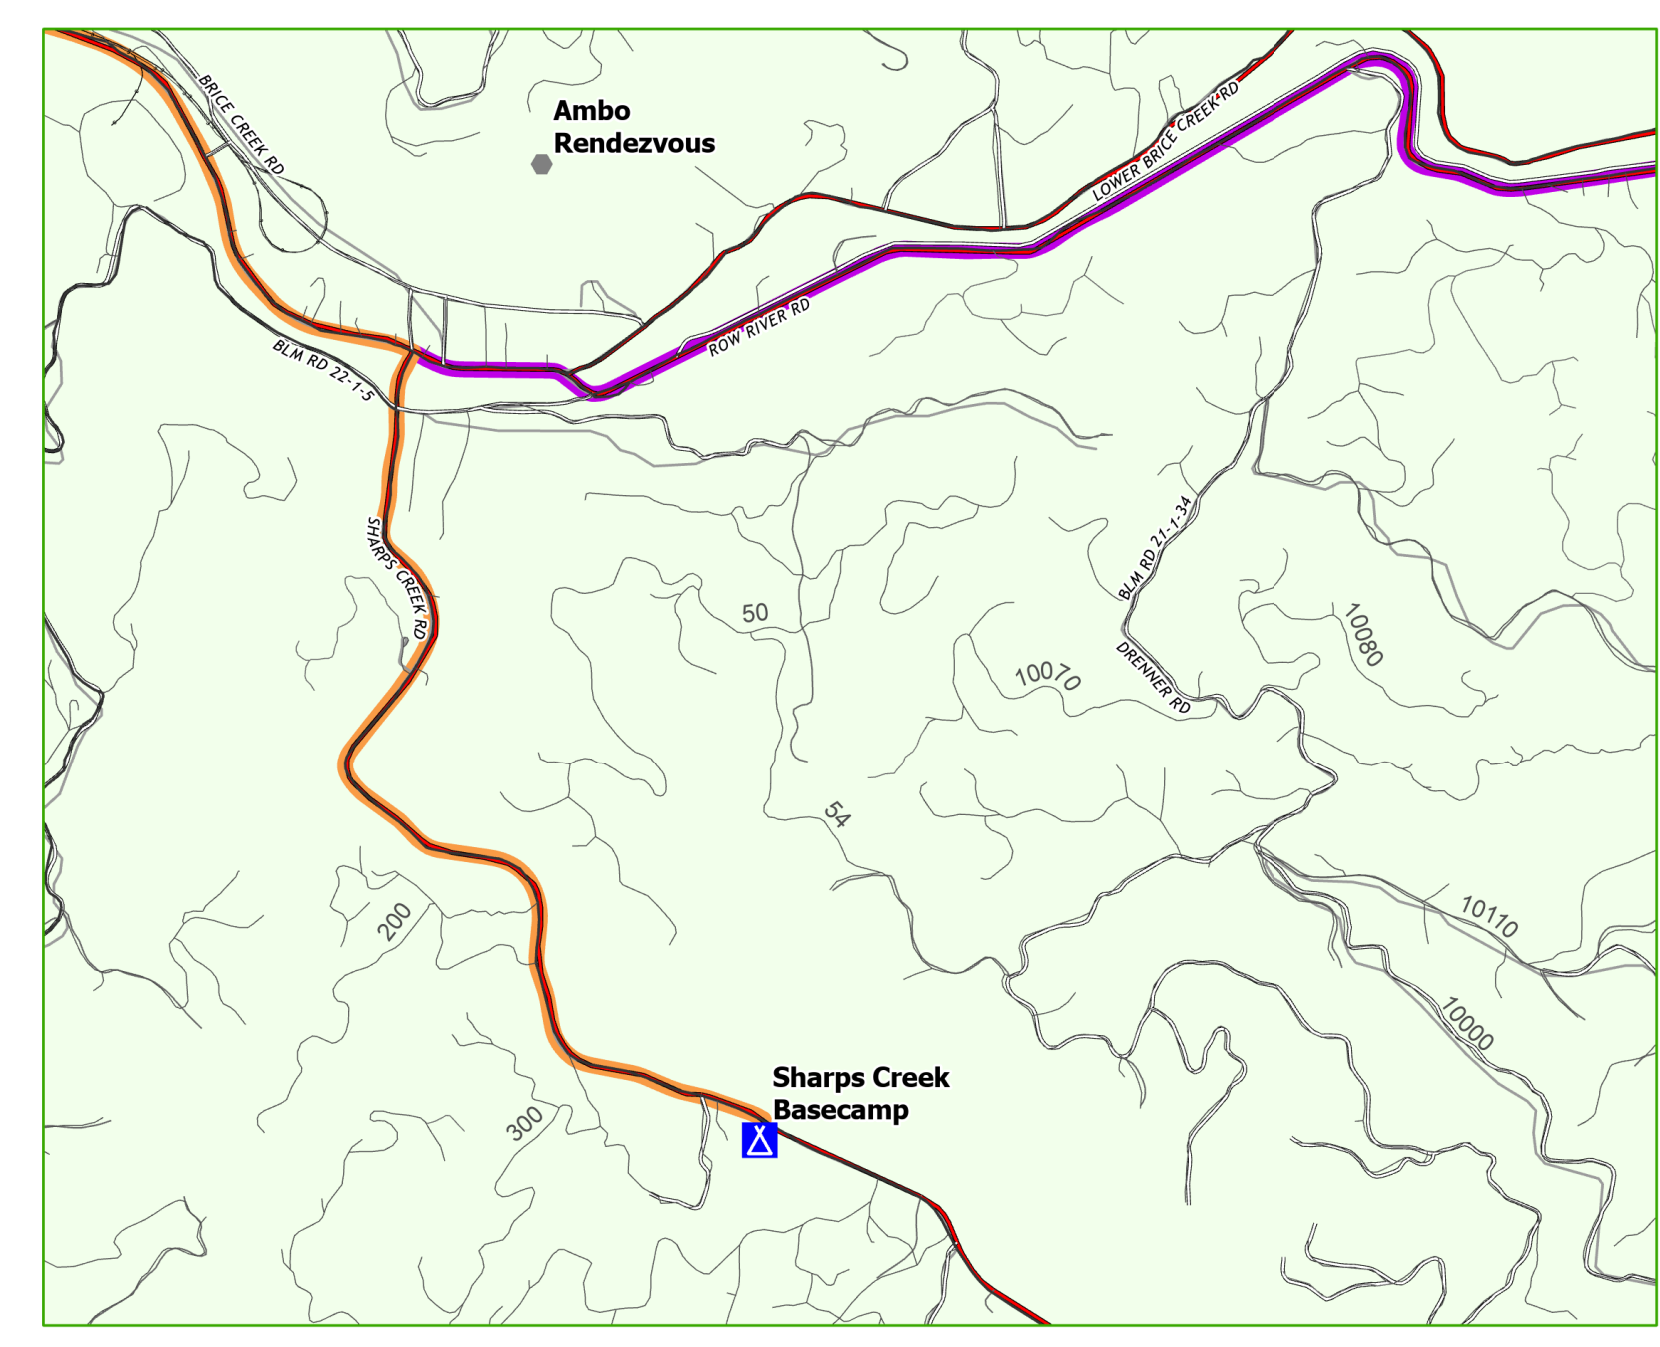 BRICE CREEK RD
Ambo
Rendezvous
LOWER BRICE CREEK RD
ROW RIVER RD
BLM RD 22-1-5
SHARPS CREEK RD
BLM RD 21-1-34
50
10070
10080
DRENNER RD
54
200
10110
10000
300
Sharps Creek
Basecamp